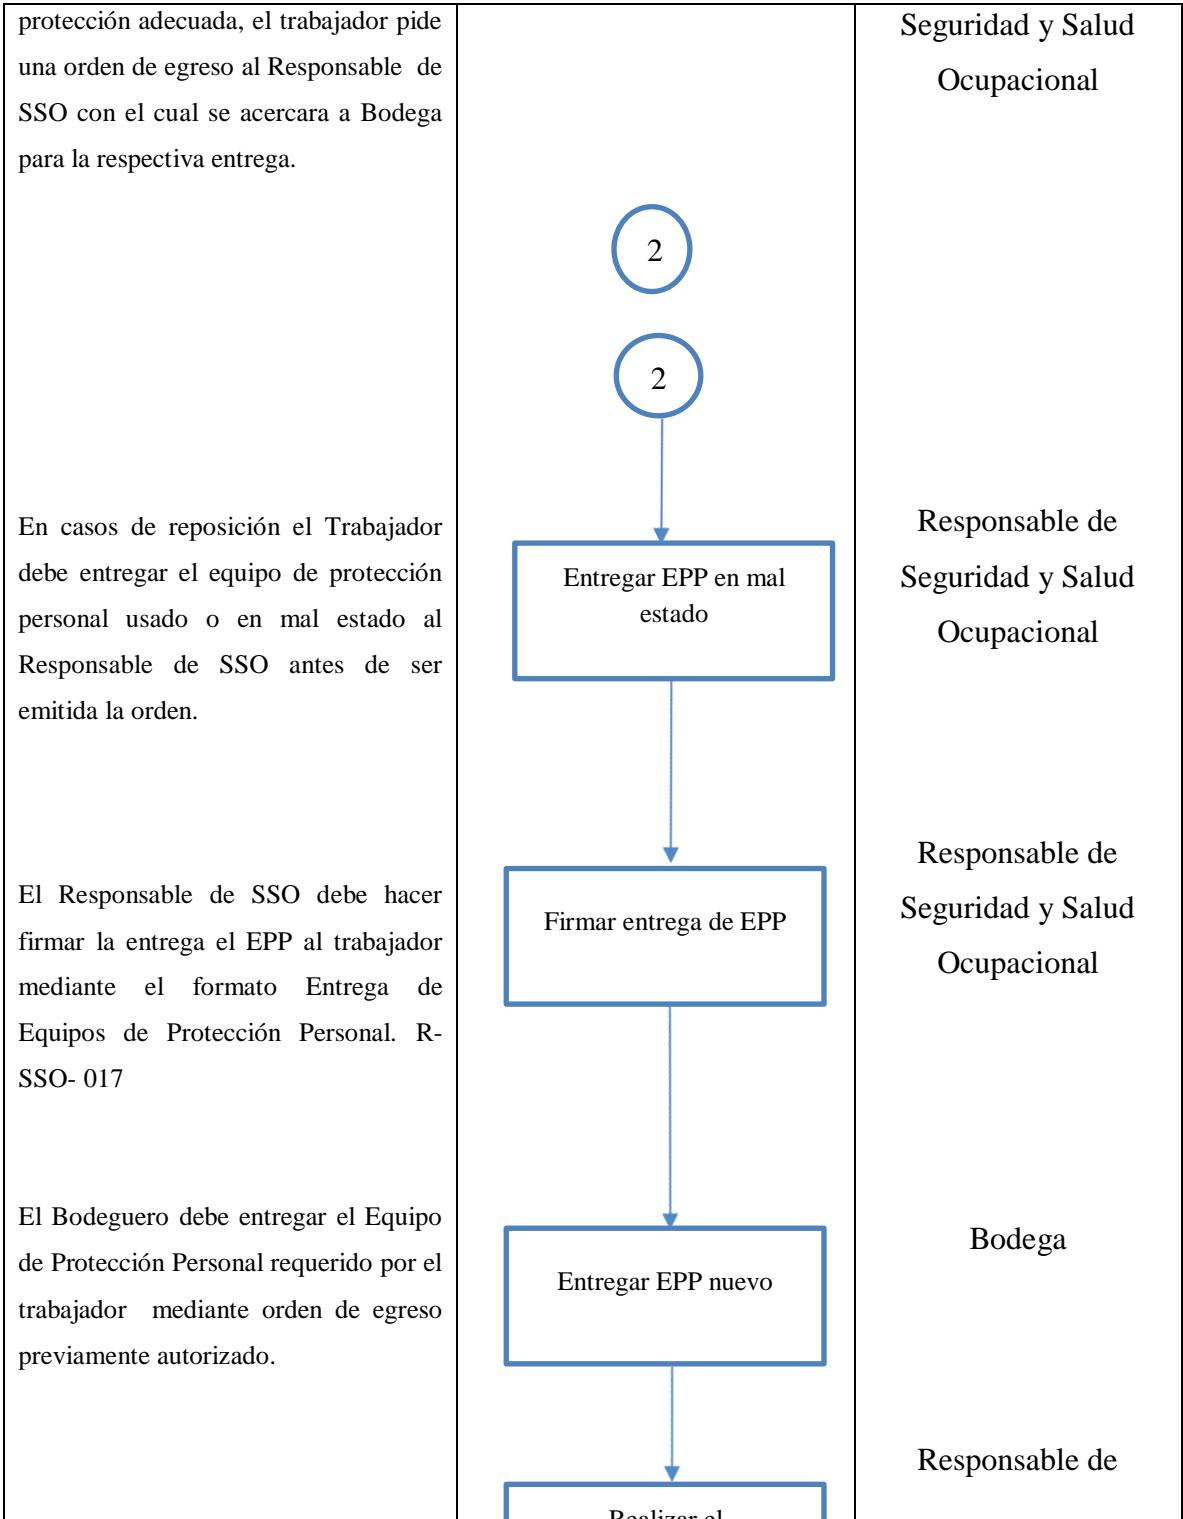 protección adecuada, el trabajador pide
una orden de egreso al Responsable de
SSO con el cual se acercara a Bodega
para la respectiva entrega.
Seguridad y Salud
Ocupacional
2
2
En casos de reposición el Trabajador
debe entregar el equipo de protección
personal usado o en mal estado al
Responsable de SSO antes de ser
emitida la orden.
Entregar EPP en mal
estado
Responsable de
Seguridad y Salud
Ocupacional
El Responsable de SSO debe hacer
firmar la entrega el EPP al trabajador
mediante el formato Entrega de
Equipos de Protección Personal. R-
SSO- 017
Firmar entrega de EPP
Responsable de
Seguridad y Salud
Ocupacional
El Bodeguero debe entregar el Equipo
de Protección Personal requerido por el
trabajador mediante orden de egreso
previamente autorizado.
Entregar EPP nuevo
Bodega
Realizar el
Responsable de